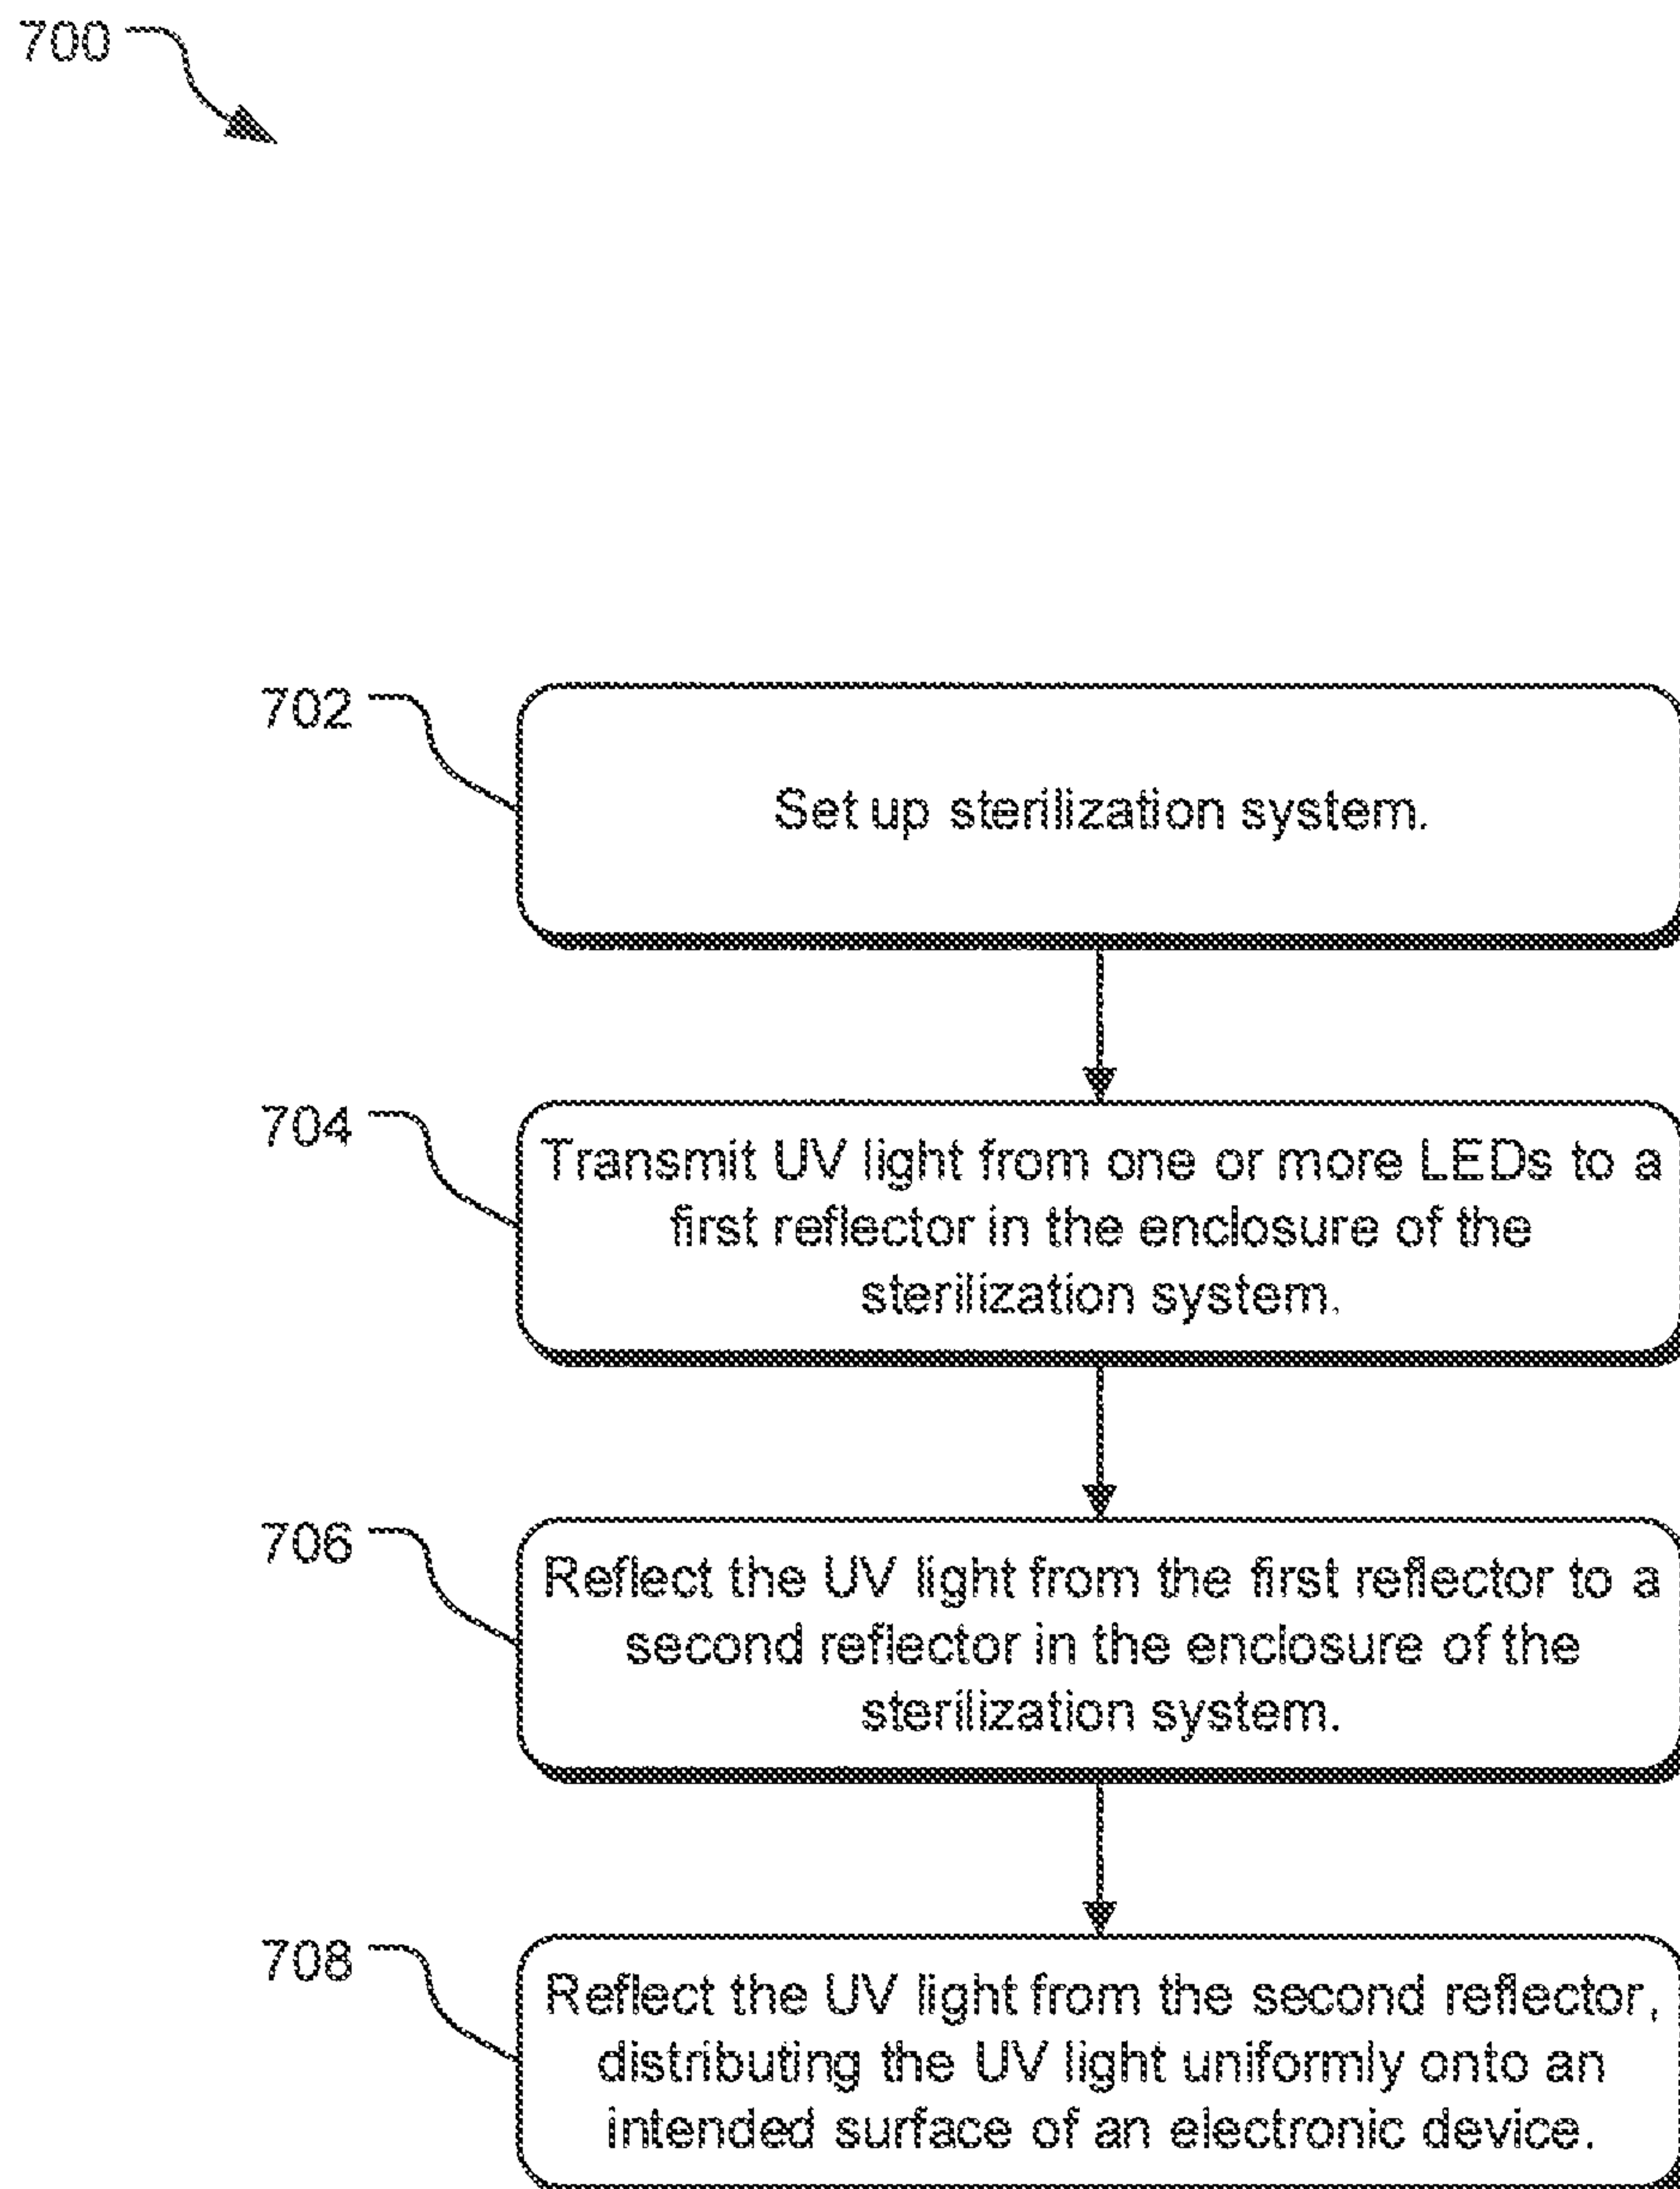 700
702
Set up sterilization system.
704
Transmit UV light from one or more LEDs to a
first reflector in the enclosure of the
sterilization system.
706
Reflect the UV light from the first reflector to a
second reflector in the enclosure of the
sterilization system.
708
Reflect the UV light from the second reflector,
distributing the UV light uniformly onto an
intended surface of an electronic device.